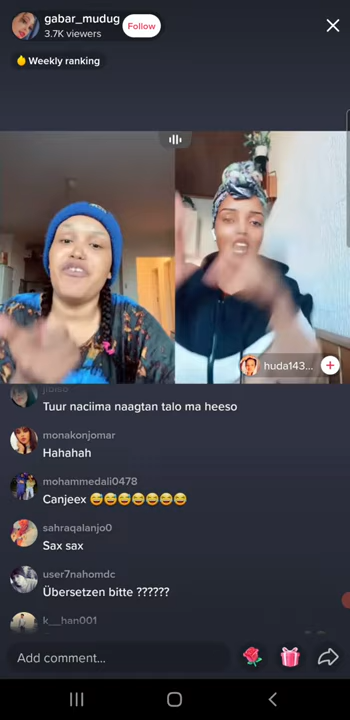 gabar_mudug
3.7K viewers
Follow
Weekly ranking
huda143...
Tuur naciima naagtan talo ma heeso
monakonjomar
Hahahah
mohammedali0478
Canjeex 😅😅😅😅😅😅😅
sahraqalanjo0
Sax sax
user7nahomdc
Übersetzen bitte ??????
k__han001
Add comment...